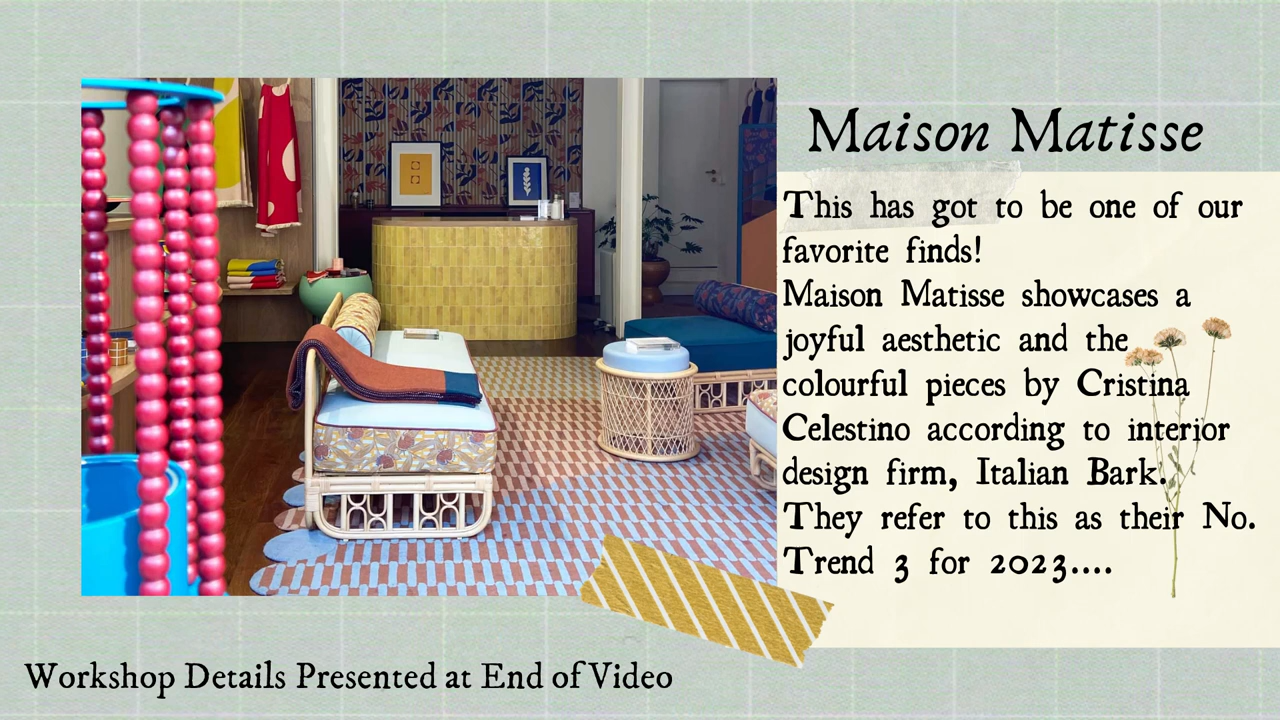 Maison Matisse
This has got to be one of our
favorite finds!
Maison Matisse showcases a
joyful aesthetic and the
colourful pieces by Cristina
Celestino according to interior
design firm, Italian Bark.
They refer to this as their No.
Trend 3 for 2023....
Workshop Details Presented at End of Video